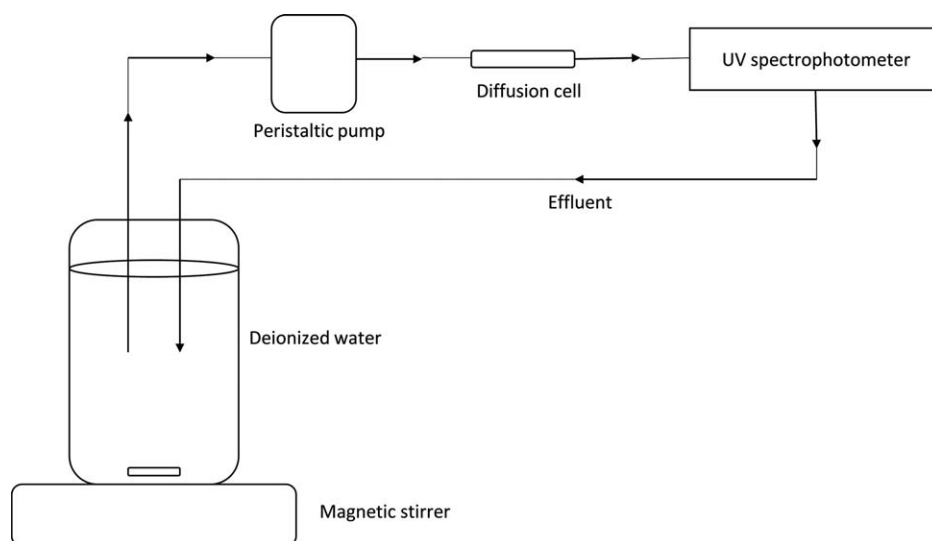 UV spectrophotometer
Diffusion cell
Peristaltic pump
Effluent
Deionized water
Magnetic stirrer